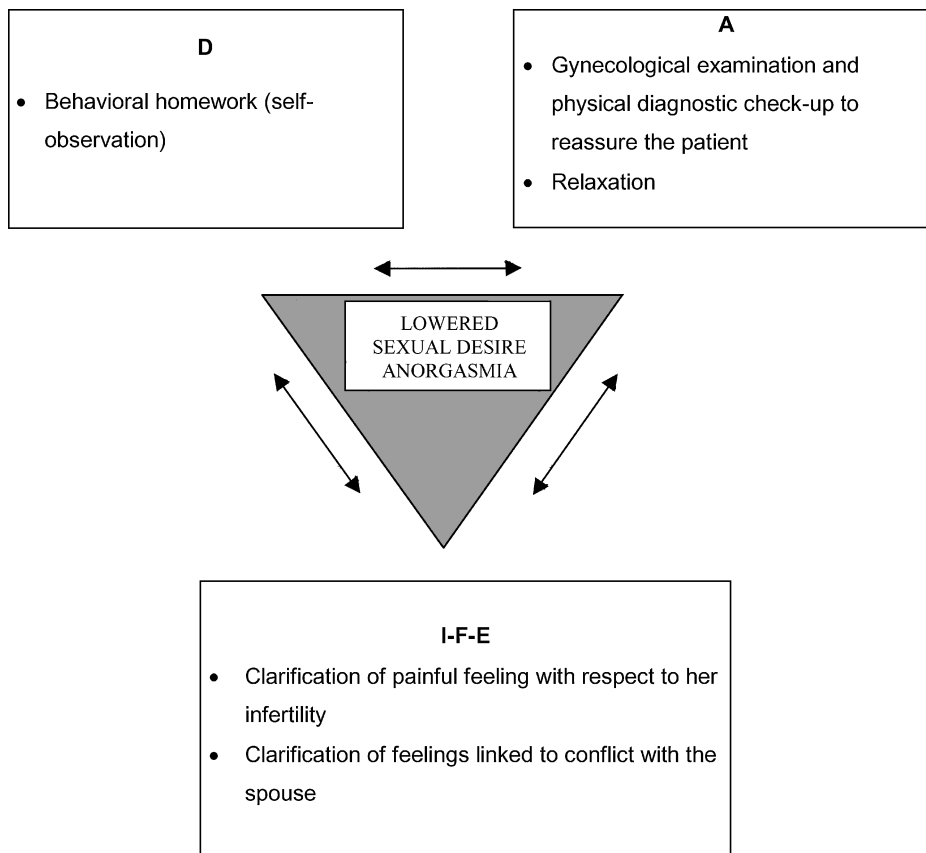 D
• Behavioral homework (self-
observation)
A
• Gynecological examination and
physical diagnostic check-up to
reassure the patient
• Relaxation
LOWERED
SEXUAL DESIRE
ANORGASMIA
I-F-E
• Clarification of painful feeling with respect to her
infertility
• Clarification of feelings linked to conflict with the
spouse